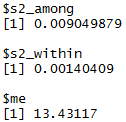 $s2_among
[1] 0.009049879
$s2_within
[1] 0.00140409
$me
[1] 13.43117